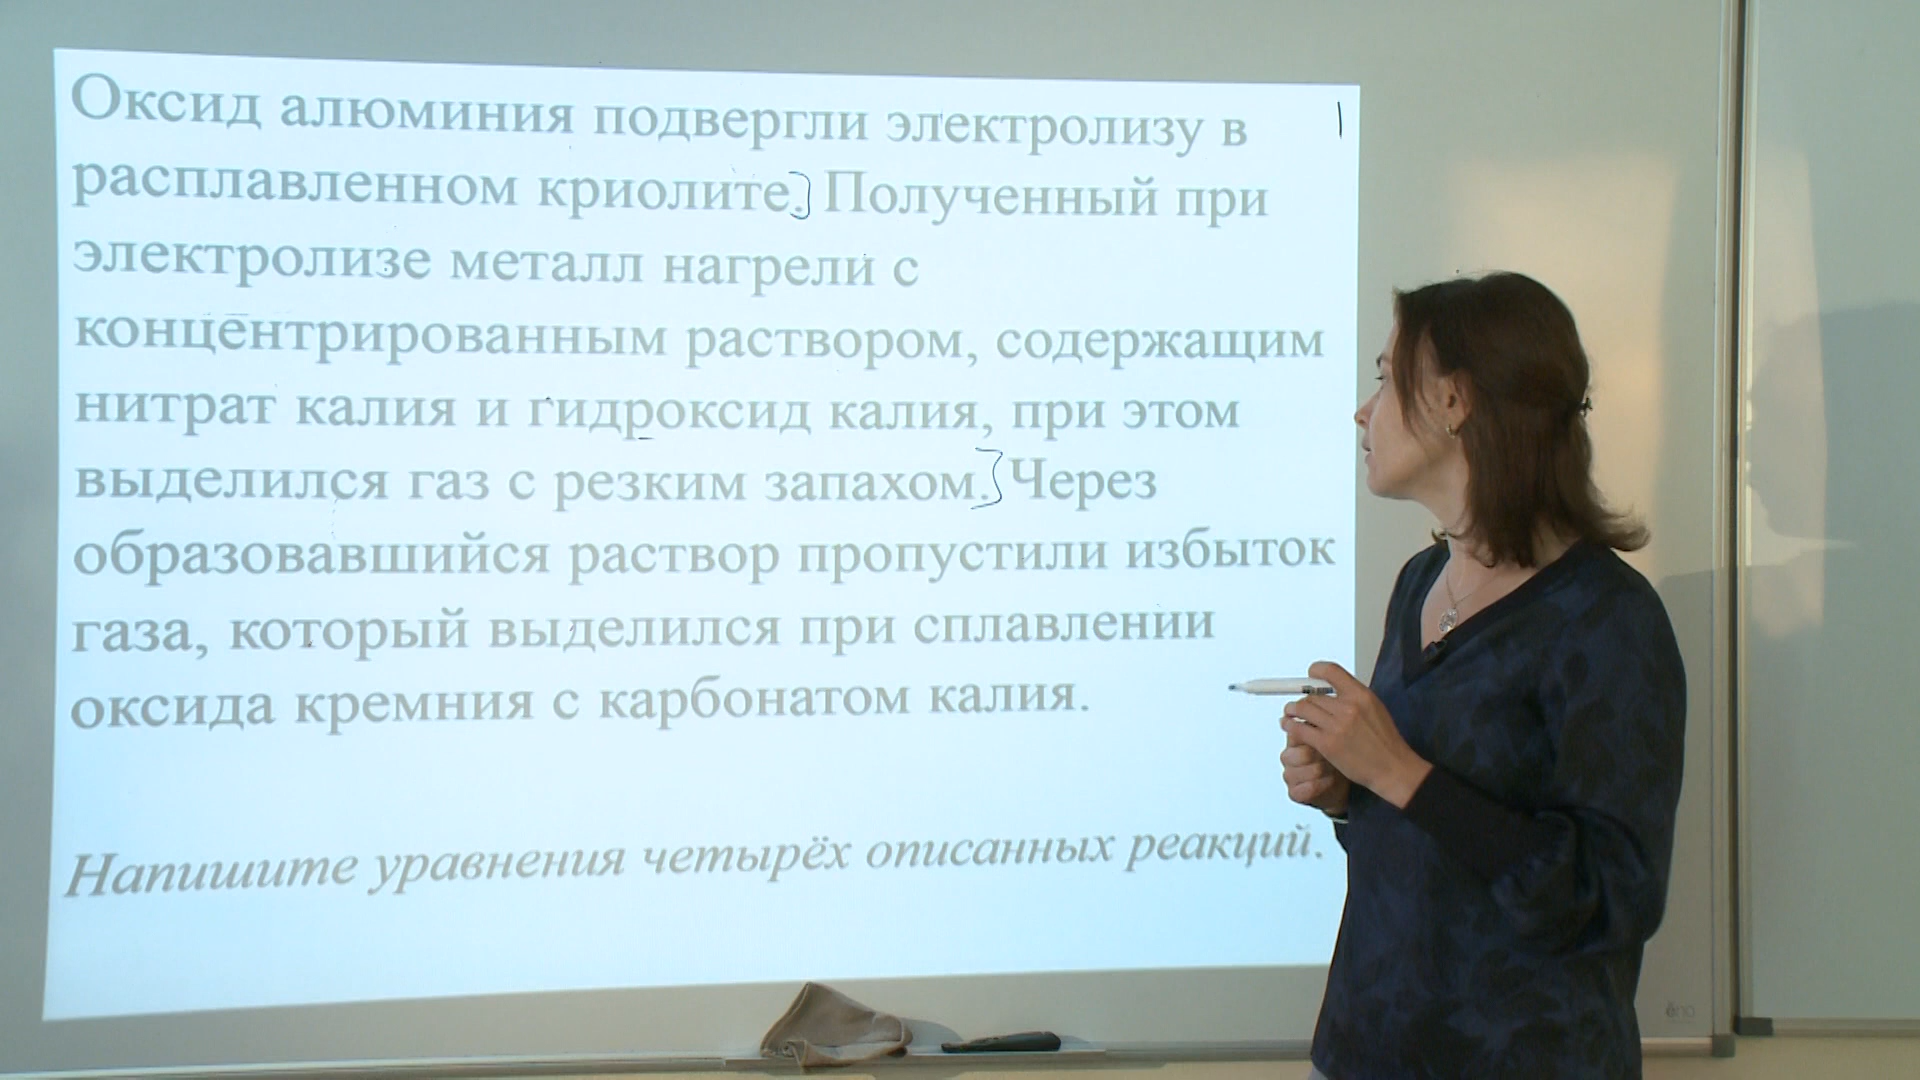 Оксид алюминия подвергли электролизу в
расплавленном криолите. Полученный при
электролизе металл нагрели с
концентрированным раствором, содержащим
нитрат калия и гидроксид калия, при этом
выделился газ с резким запахом. Через
образовавшийся раствор пропустили избыток
газа, который выделился при сплавлении
оксида кремния с карбонатом калия.
Напишите уравнения четырёх описанных реакций.
ёno